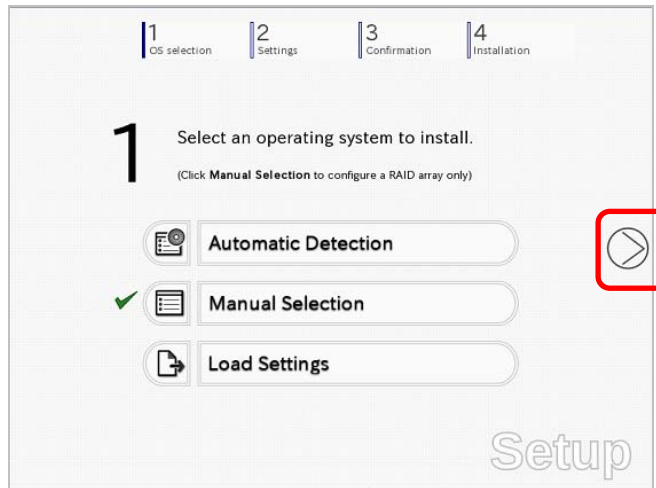 1
OS selection
2
Settings
3
Confirmation
4
Installation
1
Select an operating system to install.
(Click Manual Selection to configure a RAID array only)
Automatic Detection
Manual Selection
Load Settings
Setup